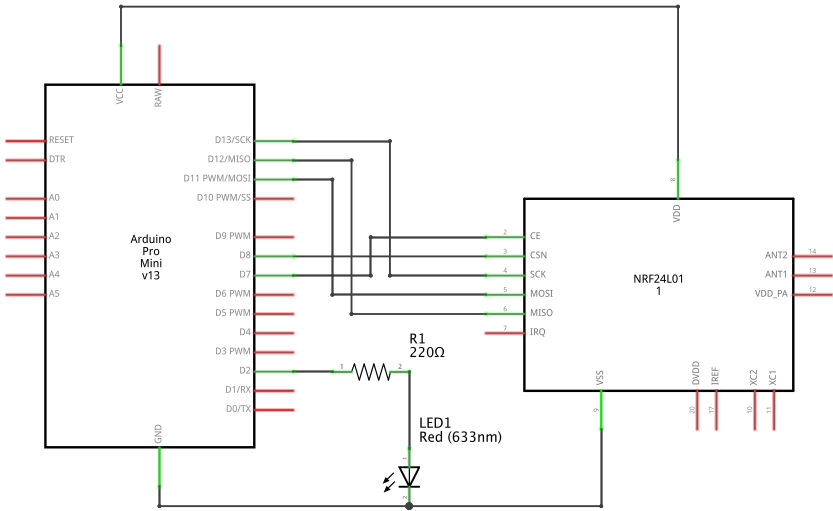 VCC
RAW
RESET
DTR
A0
A1
A2
A3
A4
A5
Arduino
Pro
Mini
v13
D13/SCK
D12/MISO
D11 PWM/MOSI
D10 PWM/SS
D9 PWM
D8
D7
D6 PWM
D5 PWM
D4
D3 PWM
D2
D1/RX
D0/TX
GND
R1
220Ω
1
2
LED1
Red (633nm)
1
2
8
VDD
2
CE
3
CSN
4
SCK
5
MOSI
6
MISO
7
IRQ
NRF24L01
1
ANT2
14
ANT1
13
VDD_PA
12
VSS
9
DVDD
20
IREF
17
XC2
10
XC1
11